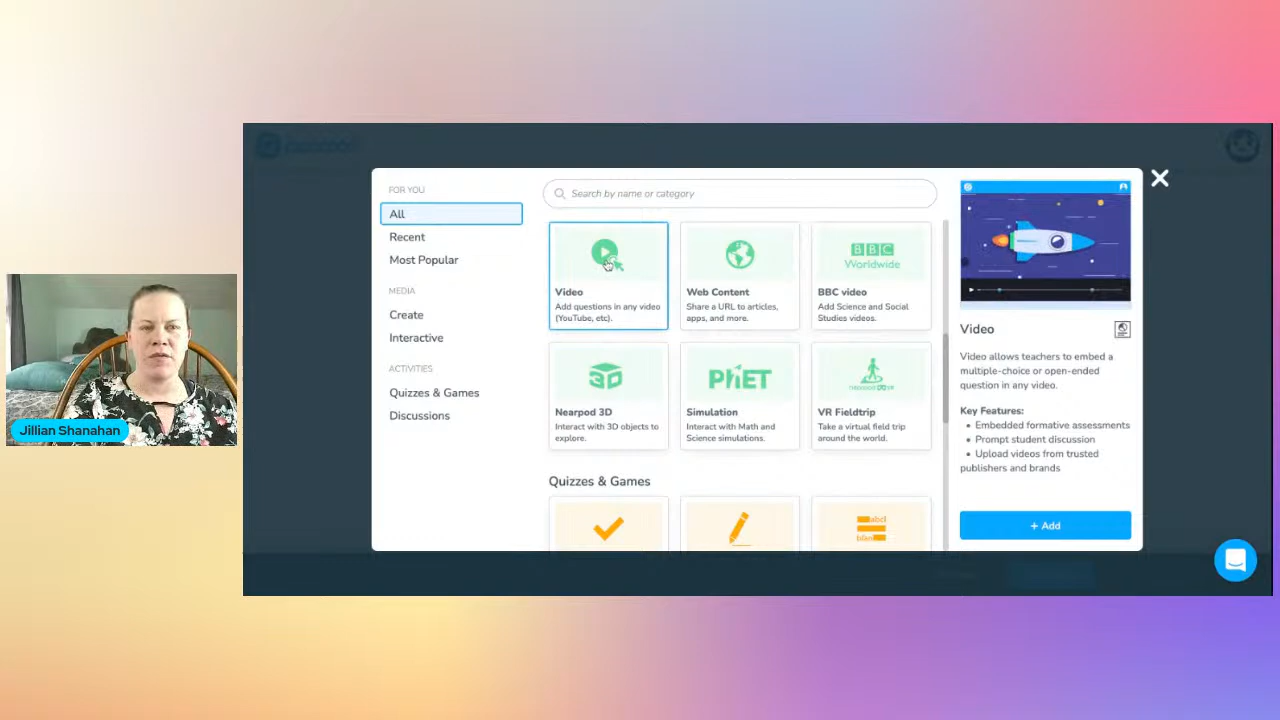 FOR YOU
All
Recent
Most Popular
MEDIA
Create
Interactive
ACTIVITIES
Quizzes & Games
Discussions
Search by name or category
Video
Add questions in any video
(YouTube, etc).
Web Content
Share a URL to articles,
apps, and more.
BBC
Worldwide
BBC video
Add Science and Social
Studies videos.
3D
Nearpod 3D
Interact with 3D objects to
explore.
PhET
Simulation
Interact with Math and
Science simulations.
nearpod VR
VR Fieldtrip
Take a virtual field trip
around the world.
Quizzes & Games
Video
Video allows teachers to embed a
multiple-choice or open-ended
question in any video.
Key Features:
• Embedded formative assessments
• Prompt student discussion
• Upload videos from trusted
publishers and brands
+ Add
Jillian Shanahan